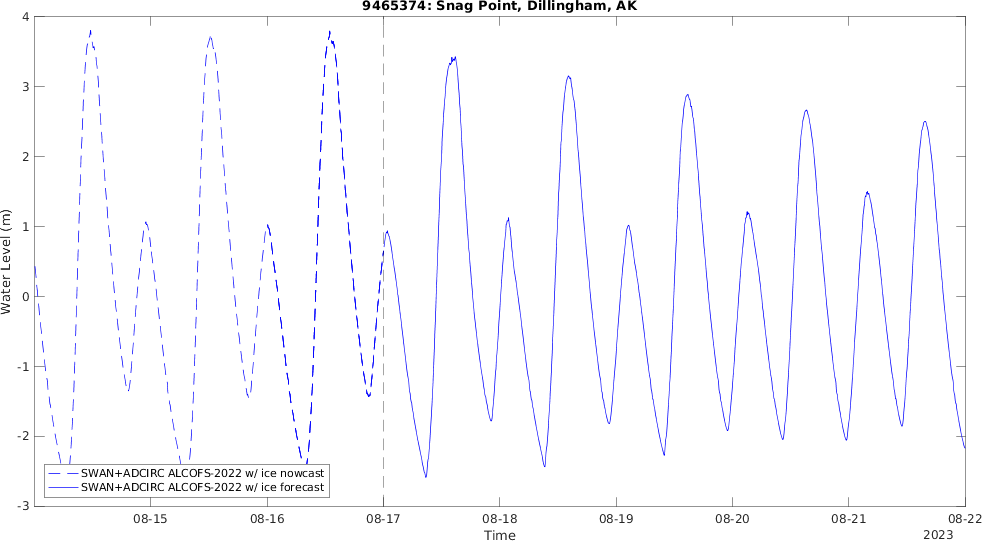 9465374: Snag Point, Dillingham, AK
4
3
2
1
0
-1
-2
-3
Water Level (m)
SWAN+ADCIRC ALCOFS-2022 w/ ice nowcast
SWAN+ADCIRC ALCOFS-2022 w/ ice forecast
08-15 08-16 08-17 08-18 08-19 08-20 08-21 08-22
Time
2023